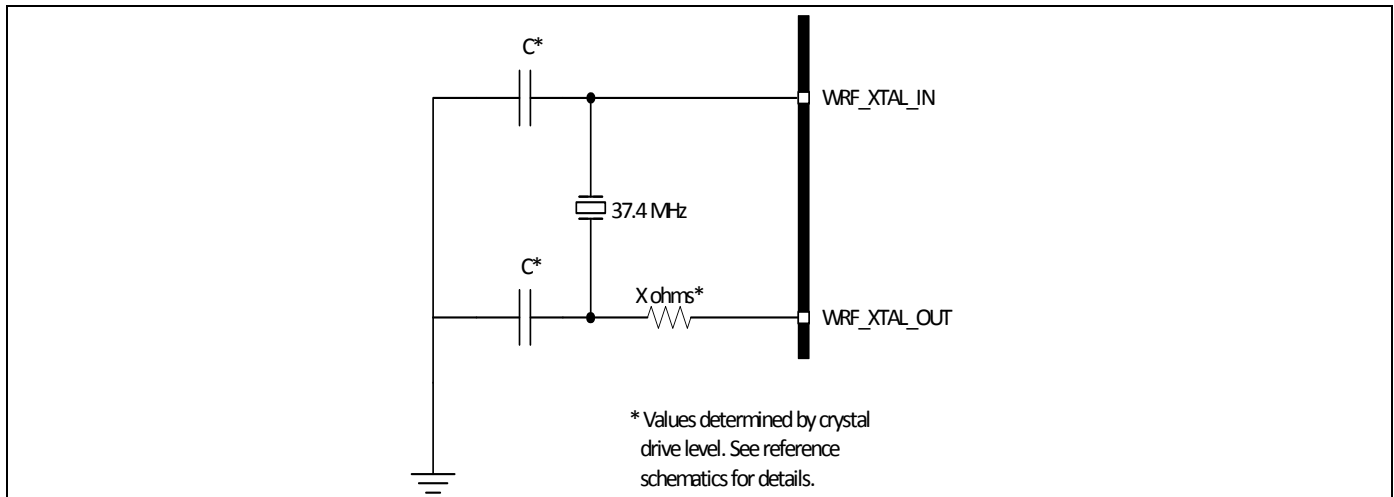 C*
WRF_XTAL_IN
37.4 MHz
C*
X ohms*
WRF_XTAL_OUT
* Values determined by crystal
drive level. See reference
schematics for details.